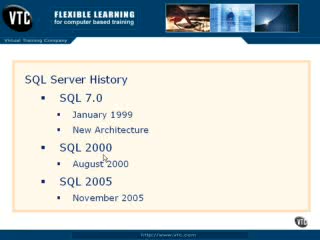 VTC
FLEXIBLE LEARNING
for computer based training
Virtual Training Company
SQL Server History
▪ SQL 7.0
▪ January 1999
▪ New Architecture
▪ SQL 2000
▪ August 2000
▪ SQL 2005
▪ November 2005
VTC
http://www.vtc.com